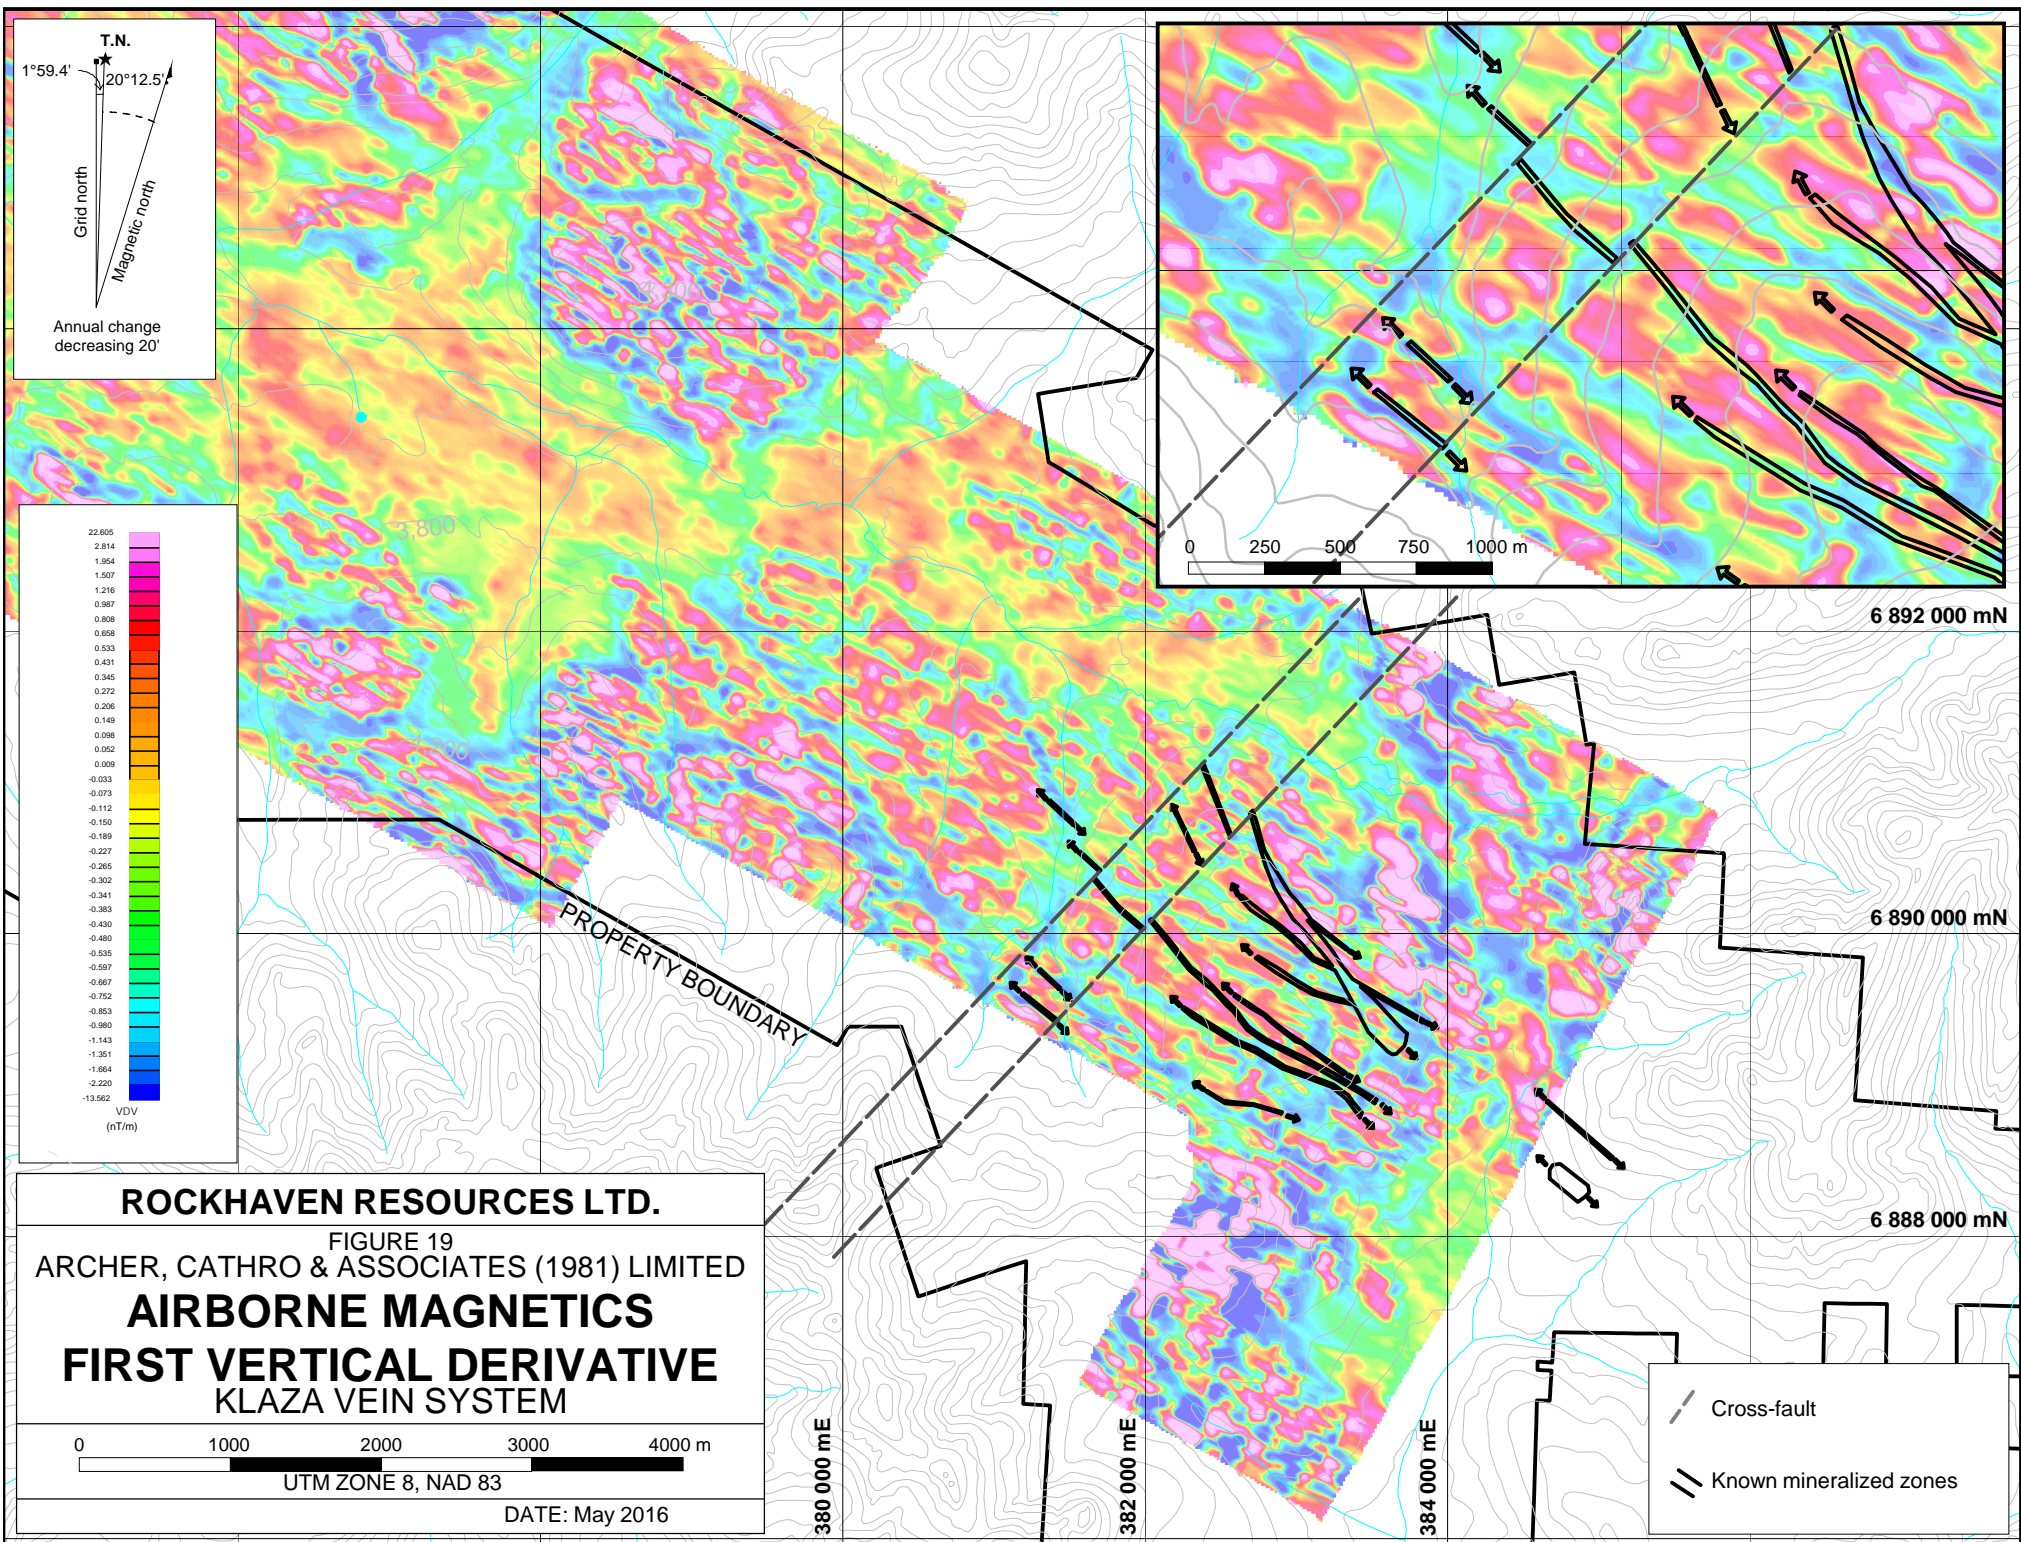 T.N.
1°59.4'
20°12.5'
Grid north
Magnetic north
Annual change
decreasing 20'
22.605
2.814
1.954
1.507
1.216
0.987
0.808
0.658
0.533
0.431
0.345
0.272
0.206
0.149
0.098
0.052
0.009
-0.033
-0.073
-0.112
-0.150
-0.189
-0.227
-0.265
-0.302
-0.341
-0.383
-0.430
-0.480
-0.535
-0.597
-0.667
-0.752
-0.853
-0.980
-1.143
-1.351
-1.664
-2.220
-13.562
VDV
(nT/m)
3,800
PROPERTY BOUNDARY
0 250 500 750 1000 m
6 892 000 mN
6 890 000 mN
6 888 000 mN
380 000 mE
382 000 mE
384 000 mE
ROCKHAVEN RESOURCES LTD.
FIGURE 19
ARCHER, CATHRO & ASSOCIATES (1981) LIMITED
AIRBORNE MAGNETICS
FIRST VERTICAL DERIVATIVE
KLAZA VEIN SYSTEM
0 1000 2000 3000 4000 m
UTM ZONE 8, NAD 83
DATE: May 2016
Cross-fault
Known mineralized zones